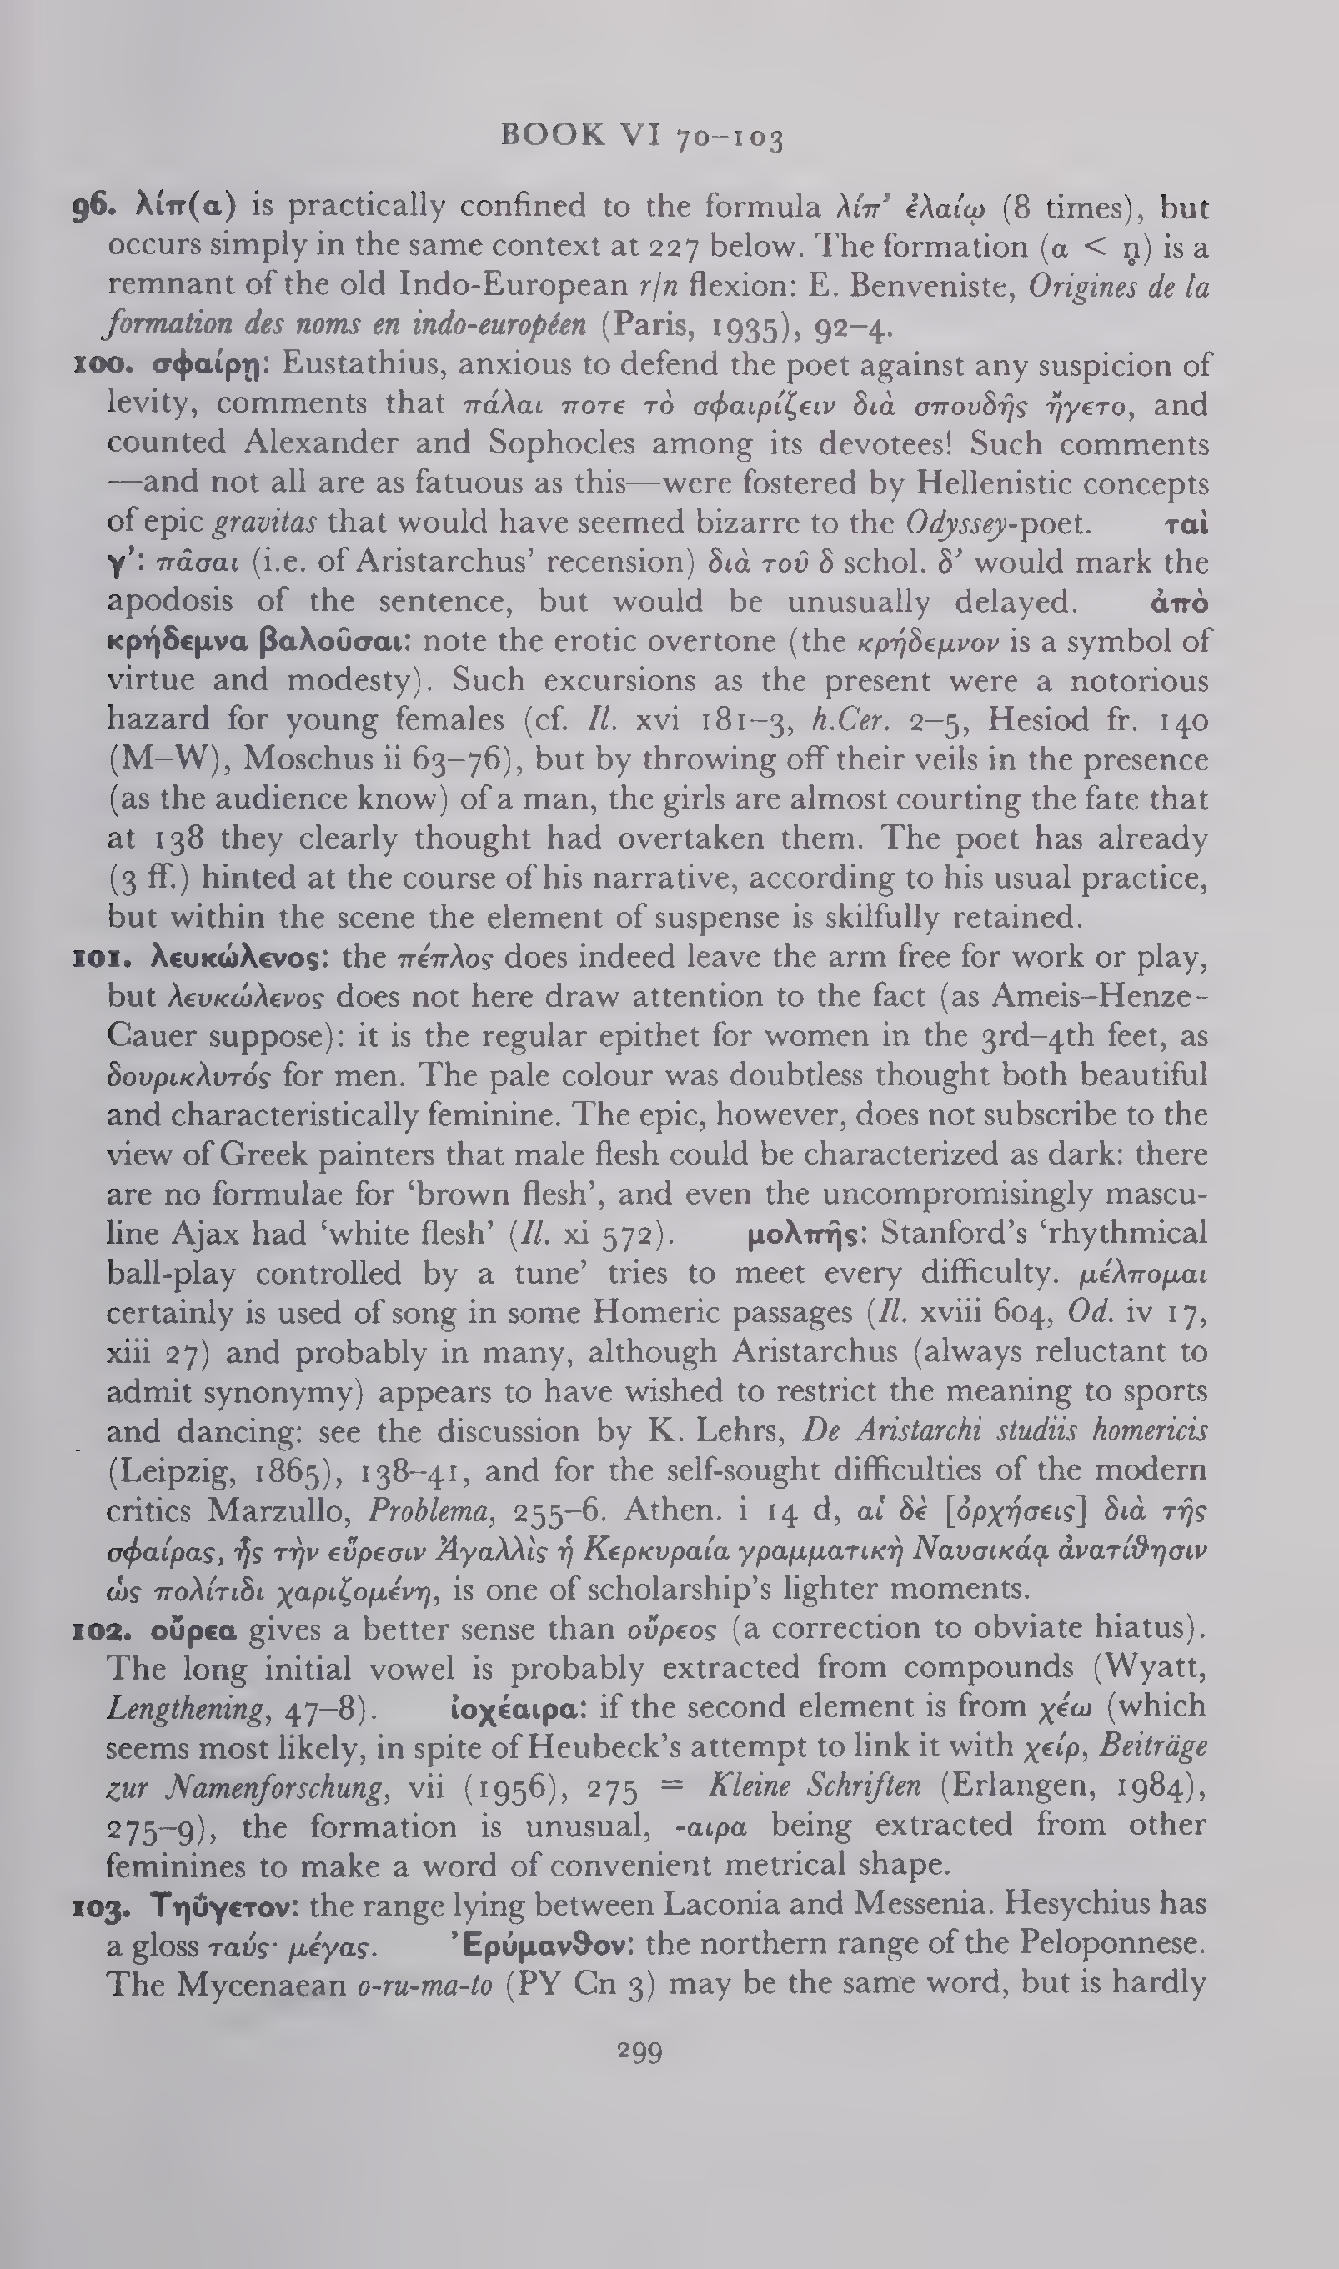 BOOK VI 70–103
96. λίπ(α) is practically confined to the formula λίπ’ ἐλαίῳ (8 times), but
occurs simply in the same context at 227 below. The formation (α < n̥) is a
remnant of the old Indo-European r/n flexion: E. Benveniste, Origines de la
formation des noms en indo-européen (Paris, 1935), 92–4.
100. σφαίρῃ: Eustathius, anxious to defend the poet against any suspicion of
levity, comments that πάλαι ποτε τὸ σφαιρίζειν διὰ σπουδῆς ἤγετο, and
counted Alexander and Sophocles among its devotees! Such comments
—and not all are as fatuous as this—were fostered by Hellenistic concepts
of epic gravitas that would have seemed bizarre to the Odyssey-poet. ταὶ
γ’: πᾶσαι (i.e. of Aristarchus’ recension) διὰ τοῦ δ schol. δ’ would mark the
apodosis of the sentence, but would be unusually delayed. ἀπὸ
κρήδεμνα βαλοῦσαι: note the erotic overtone (the κρήδεμνον is a symbol of
virtue and modesty). Such excursions as the present were a notorious
hazard for young females (cf. Il. xvi 181–3, h.Cer. 2–5, Hesiod fr. 140
(M–W), Moschus ii 63–76), but by throwing off their veils in the presence
(as the audience know) of a man, the girls are almost courting the fate that
at 138 they clearly thought had overtaken them. The poet has already
(3 ff.) hinted at the course of his narrative, according to his usual practice,
but within the scene the element of suspense is skilfully retained.
101. λευκώλενος: the πέπλος does indeed leave the arm free for work or play,
but λευκώλενος does not here draw attention to the fact (as Ameis–Henze-
Cauer suppose): it is the regular epithet for women in the 3rd–4th feet, as
δουρικλυτός for men. The pale colour was doubtless thought both beautiful
and characteristically feminine. The epic, however, does not subscribe to the
view of Greek painters that male flesh could be characterized as dark: there
are no formulae for ‘brown flesh’, and even the uncompromisingly mascu-
line Ajax had ‘white flesh’ (Il. xi 572). μολπῆς: Stanford’s ‘rhythmical
ball-play controlled by a tune’ tries to meet every difficulty. μέλπομαι
certainly is used of song in some Homeric passages (Il. xviii 604, Od. iv 17,
xiii 27) and probably in many, although Aristarchus (always reluctant to
admit synonymy) appears to have wished to restrict the meaning to sports
and dancing: see the discussion by K. Lehrs, De Aristarchi studiis homericis
(Leipzig, 1865), 138–41, and for the self-sought difficulties of the modern
critics Marzullo, Problema, 255–6. Athen. i 14 d, αἱ δὲ [ὀρχήσεις] διὰ τῆς
σφαίρας, ἧς τὴν εὕρεσιν Ἀγαλλὶς ἡ Κερκυραία γραμματικὴ Ναυσικάᾳ ἀνατίθησιν
ὡς πολίτιδι χαριζομένη, is one of scholarship’s lighter moments.
102. οὔρεα gives a better sense than οὔρεος (a correction to obviate hiatus).
The long initial vowel is probably extracted from compounds (Wyatt,
Lengthening, 47–8). ἰοχέαιρα: if the second element is from χέω (which
seems most likely, in spite of Heubeck’s attempt to link it with χείρ, Beiträge
zur Namenforschung, vii (1956), 275 = Kleine Schriften (Erlangen, 1984),
275–9), the formation is unusual, -αιρα being extracted from other
feminines to make a word of convenient metrical shape.
103. Τηΰγετον: the range lying between Laconia and Messenia. Hesychius has
a gloss ταύς· μέγας. Ἐρύμανθον: the northern range of the Peloponnese.
The Mycenaean o-ru-ma-to (PY Cn 3) may be the same word, but is hardly
299